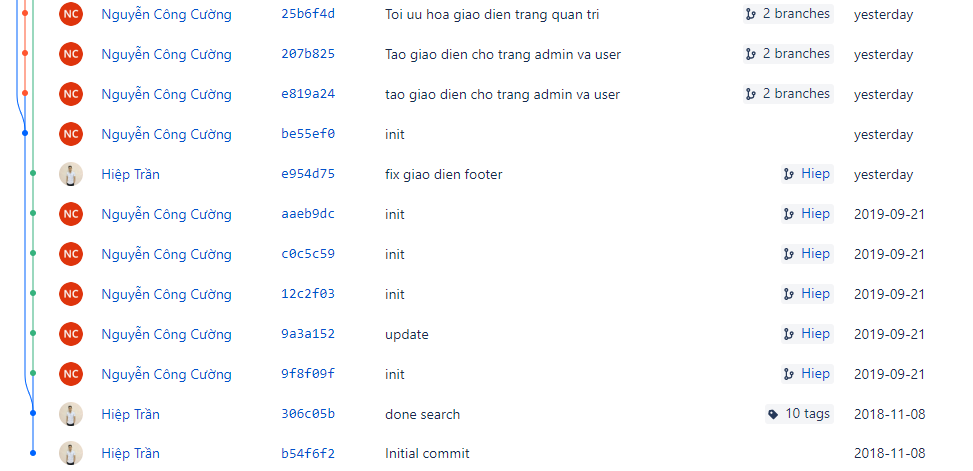 NC Nguyễn Công Cường 25b6f4d Toi uu hoa giao dien trang quan tri 2 branches yesterday
NC Nguyễn Công Cường 207b825 Tao giao dien cho trang admin va user 2 branches yesterday
NC Nguyễn Công Cường e819a24 tao giao dien cho trang admin va user 2 branches yesterday
NC Nguyễn Công Cường be55ef0 init yesterday
Hiệp Trần e954d75 fix giao dien footer Hiep yesterday
NC Nguyễn Công Cường aaeb9dc init Hiep 2019-09-21
NC Nguyễn Công Cường c0c5c59 init Hiep 2019-09-21
NC Nguyễn Công Cường 12c2f03 init Hiep 2019-09-21
NC Nguyễn Công Cường 9a3a152 update Hiep 2019-09-21
NC Nguyễn Công Cường 9f8f09f init Hiep 2019-09-21
Hiệp Trần 306c05b done search 10 tags 2018-11-08
Hiệp Trần b54f6f2 Initial commit 2018-11-08